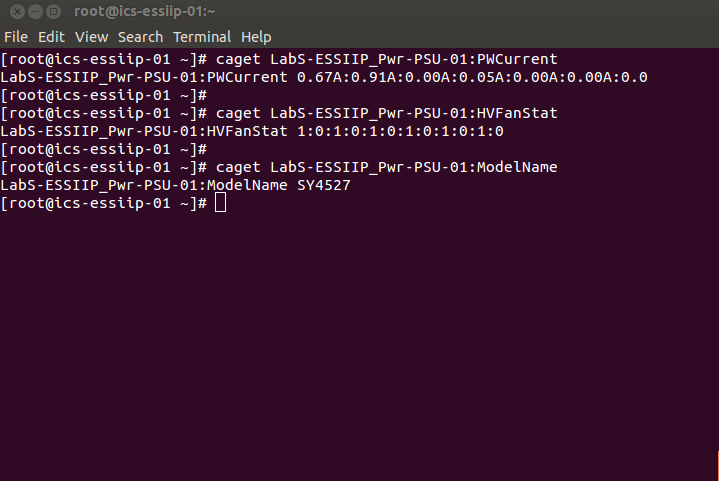 root@ics-essiip-01:~
File Edit View Search Terminal Help
[root@ics-essiip-01 ~]# caget LabS-ESSIIP_Pwr-PSU-01:PWCurrent
LabS-ESSIIP_Pwr-PSU-01:PWCurrent 0.67A:0.91A:0.00A:0.05A:0.00A:0.00A:0.0
[root@ics-essiip-01 ~]#
[root@ics-essiip-01 ~]# caget LabS-ESSIIP_Pwr-PSU-01:HVFanStat
LabS-ESSIIP_Pwr-PSU-01:HVFanStat 1:0:1:0:1:0:1:0:1:0:1:0
[root@ics-essiip-01 ~]#
[root@ics-essiip-01 ~]# caget LabS-ESSIIP_Pwr-PSU-01:ModelName
LabS-ESSIIP_Pwr-PSU-01:ModelName SY4527
[root@ics-essiip-01 ~]#